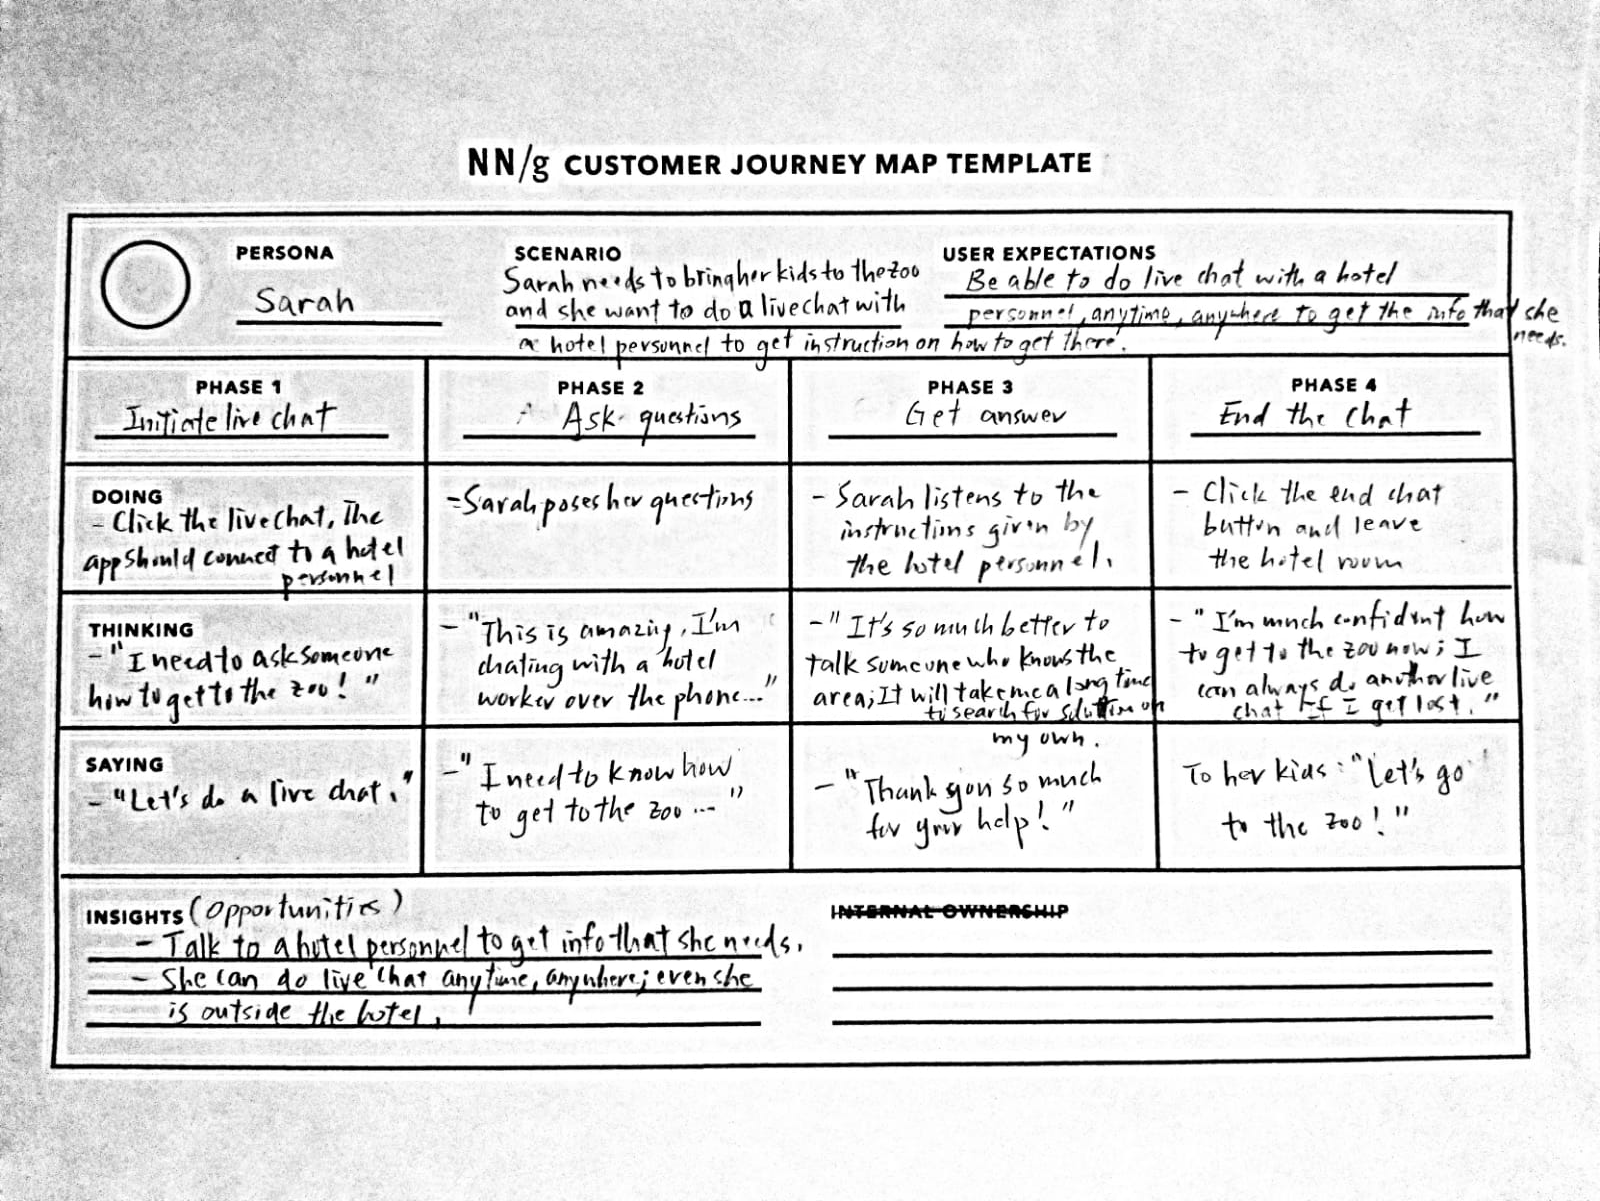 NN/g CUSTOMER JOURNEY MAP TEMPLATE
PERSONA
Sarah
SCENARIO
Sarah needs to bring her kids to the zoo
and she want to do a live chat with
a hotel personnel to get instruction on how to get there.
USER EXPECTATIONS
Be able to do live chat with a hotel
personnel, anytime, anywhere to get the info that she
needs.
PHASE 1
Initiate live chat
PHASE 2
Ask questions
PHASE 3
Get answer
PHASE 4
End the chat
DOING
- Click the live chat, The
app should connect to a hotel
personnel
- Sarah poses her questions
- Sarah listens to the
instructions given by
the hotel personnel.
- Click the end chat
button and leave
the hotel room
THINKING
- "I need to ask someone
how to get to the zoo! "
- "This is amazing, I'm
chatting with a hotel
worker over the phone..."
- " It's so much better to
talk someone who knows the
area; It will take me a long time
to search for solution on
my own.
- " I'm much confident how
to get to the zoo now; I
can always do another live
chat If I get lost. "
SAYING
- "Let's do a live chat."
- " I need to know how
to get to the zoo ... "
- "Thank you so much
for your help! "
To her kids: "Let's go
to the zoo! "
INSIGHTS (Opportunities)
- Talk to a hotel personnel to get info that she needs.
- She can do live chat anytime, anywhere; even she
is outside the hotel.
INTERNAL OWNERSHIP